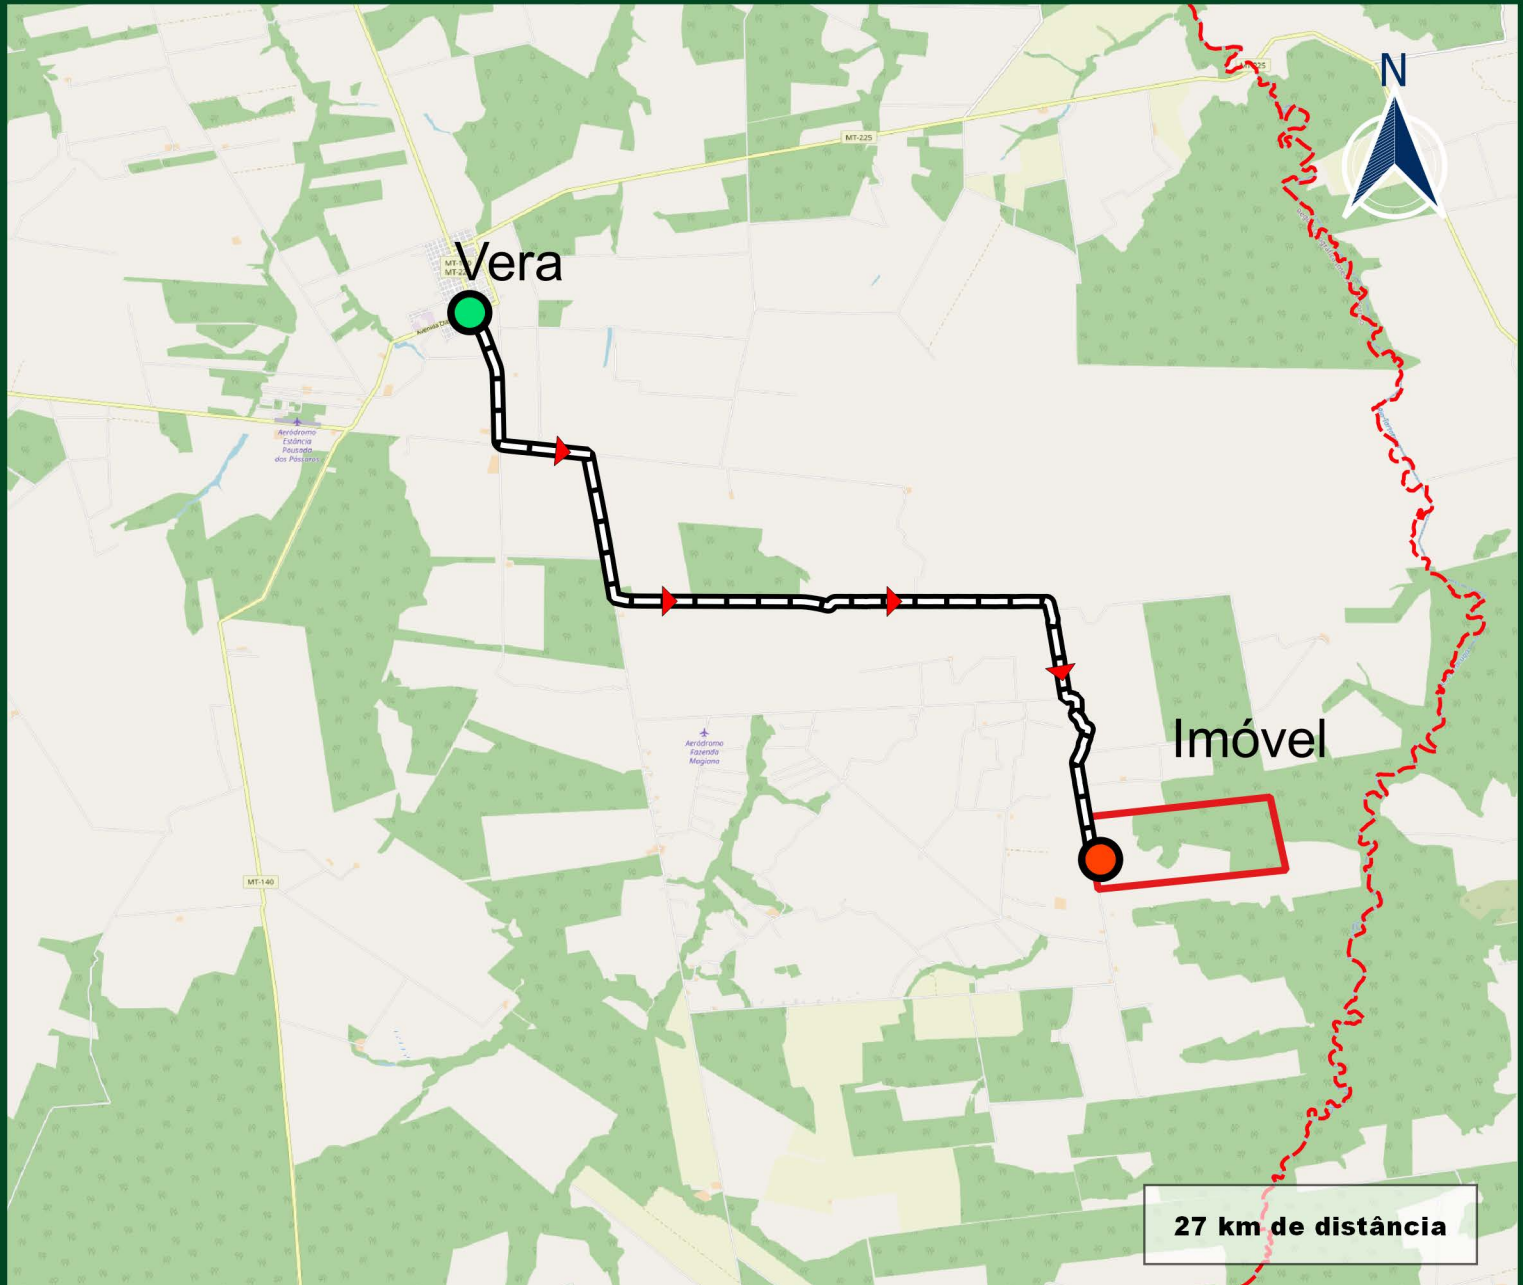 MT-225
N
MT-225
Vera
Aeródromo
Estância
Pousada
dos Pássaros
Imóvel
Aeródromo
Fazenda
Magiano
MT-140
27 km de distância